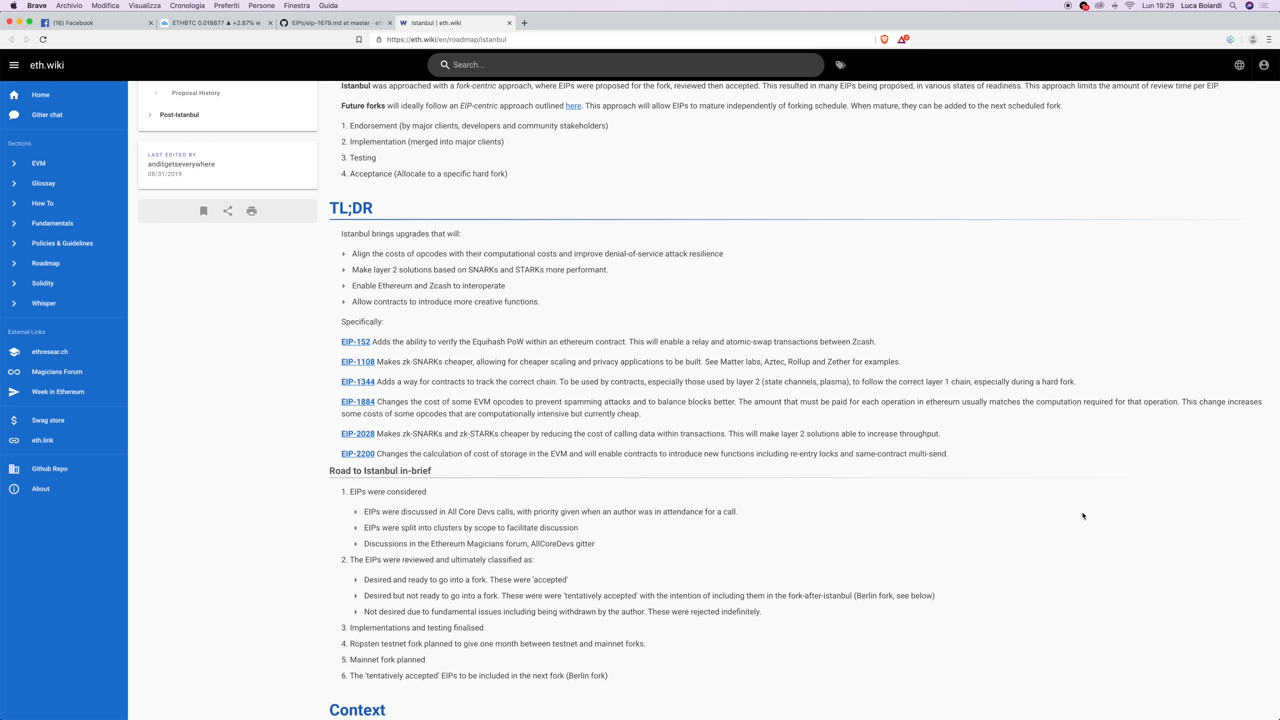 Brave Archivio Modifica Visualizza Cronologia Preferiti Persone Finestra Guida Lun 19:29 Luca Boiardi
(16) Facebook
ETHBTC 0.018877 ▲ +2.87% w
EIPs/eip-1679.md at master · et
W Istanbul | eth.wiki
https://eth.wiki/en/roadmap/istanbul
eth.wiki
Search...
Home
Gitter chat
Sections
EVM
Glossay
How To
Fundamentals
Policies & Guidelines
Roadmap
Solidity
Whisper
External Links
ethresear.ch
Magicians Forum
Week in Ethereum
Swag store
eth.link
Github Repo
About
Proposal History
Post-Istanbul
LAST EDITED BY
anditgetseverywhere
08/31/2019
Istanbul was approached with a fork-centric approach, where EIPs were proposed for the fork, reviewed then accepted. This resulted in many EIPs being proposed, in various states of readiness. This approach limits the amount of review time per EIP.
Future forks will ideally follow an EIP-centric approach outlined here. This approach will allow EIPs to mature independently of forking schedule. When mature, they can be added to the next scheduled fork.
1. Endorsement (by major clients, developers and community stakeholders)
2. Implementation (merged into major clients)
3. Testing
4. Acceptance (Allocate to a specific hard fork)
TL;DR
Istanbul brings upgrades that will:
Align the costs of opcodes with their computational costs and improve denial-of-service attack resilience
Make layer 2 solutions based on SNARKs and STARKs more performant.
Enable Ethereum and Zcash to interoperate
Allow contracts to introduce more creative functions.
Specifically:
EIP-152 Adds the ability to verify the Equihash PoW within an ethereum contract. This will enable a relay and atomic-swap transactions between Zcash.
EIP-1108 Makes zk-SNARKs cheaper, allowing for cheaper scaling and privacy applications to be built. See Matter labs, Aztec, Rollup and Zether for examples.
EIP-1344 Adds a way for contracts to track the correct chain. To be used by contracts, especially those used by layer 2 (state channels, plasma), to follow the correct layer 1 chain, especially during a hard fork.
EIP-1884 Changes the cost of some EVM opcodes to prevent spamming attacks and to balance blocks better. The amount that must be paid for each operation in ethereum usually matches the computation required for that operation. This change increases
some costs of some opcodes that are computationally intensive but currently cheap.
EIP-2028 Makes zk-SNARKs and zk-STARKs cheaper by reducing the cost of calling data within transactions. This will make layer 2 solutions able to increase throughput.
EIP-2200 Changes the calculation of cost of storage in the EVM and will enable contracts to introduce new functions including re-entry locks and same-contract multi-send.
Road to Istanbul in-brief
1. EIPs were considered
EIPs were discussed in All Core Devs calls, with priority given when an author was in attendance for a call.
EIPs were split into clusters by scope to facilitate discussion
Discussions in the Ethereum Magicians forum, AllCoreDevs gitter
2. The EIPs were reviewed and ultimately classified as:
Desired and ready to go into a fork. These were 'accepted'
Desired but not ready to go into a fork. These were were 'tentatively accepted' with the intention of including them in the fork-after-istanbul (Berlin fork, see below)
Not desired due to fundamental issues including being withdrawn by the author. These were rejected indefinitely.
3. Implementations and testing finalised
4. Ropsten testnet fork planned to give one month between testnet and mainnet forks.
5. Mainnet fork planned
6. The 'tentatively accepted' EIPs to be included in the next fork (Berlin fork)
Context